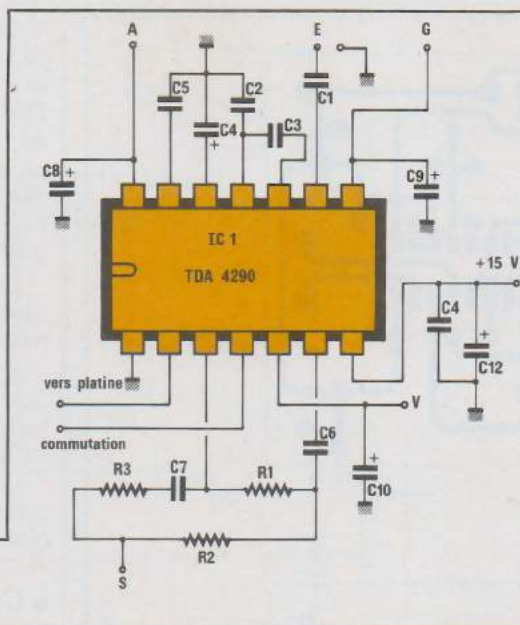 A E G
C5 C2 C1
C4 + C3
C8 + C9 +
IC 1
TDA 4290
+15 V
C4 +
C12
vers platine
V
commutation
C6
R3 C7 R1 +
C10
R2
S